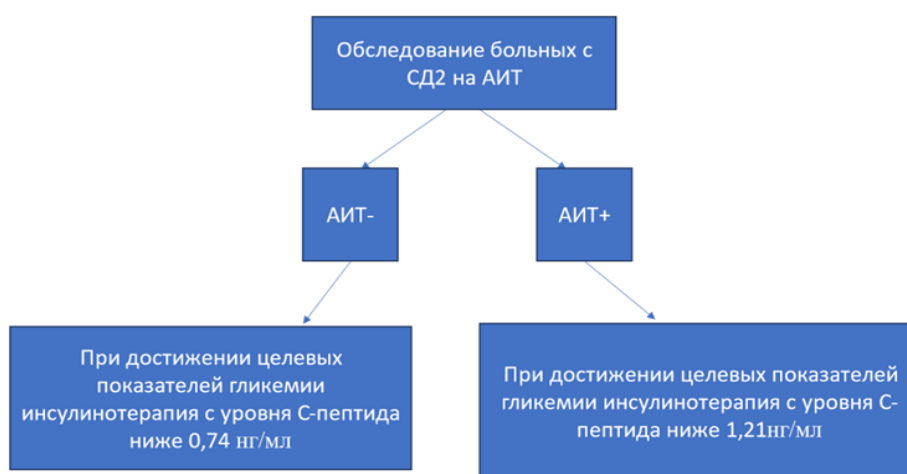 Обследование больных с
СД2 на АИТ
АИТ-
АИТ+
При достижении целевых
показателей гликемии
инсулинотерапия с уровня С-пептида
ниже 0,74 нг/мл
При достижении целевых показателей
гликемии инсулинотерапия с уровня С-
пептида ниже 1,21нг/мл